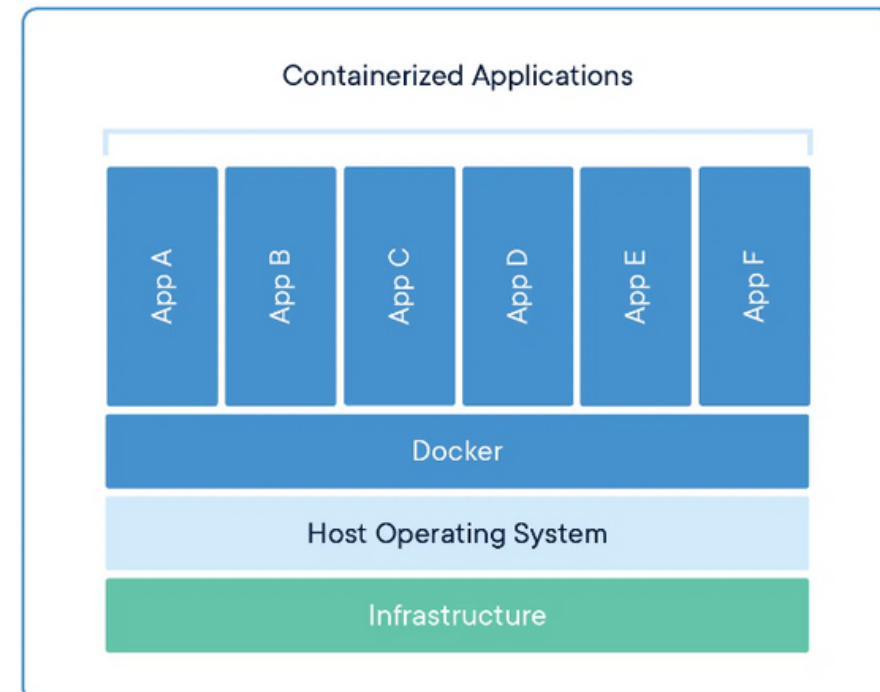 Containerized Applications
App A
App B
App C
App D
App E
App F
Docker
Host Operating System
Infrastructure